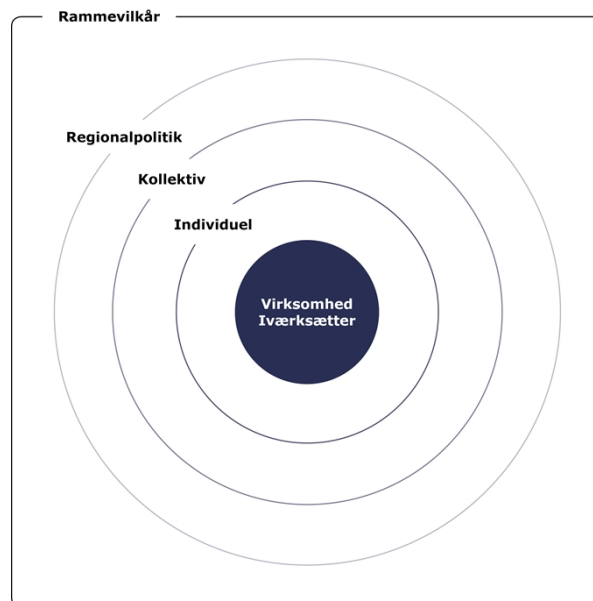 Rammevilkår
Regionalpolitik
Kollektiv
Individuel
Virksomhed
Iværksætter